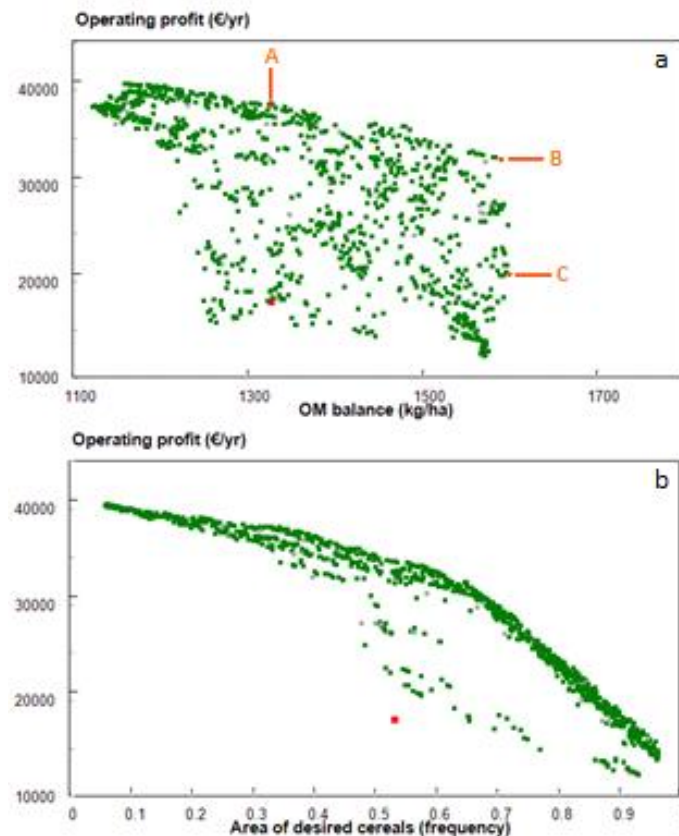 Operating profit (€/yr)
a
A
40000
B
30000
C
20000
10000
1100 1300 1500 1700
OM balance (kg/ha)
Operating profit (€/yr)
b
40000
30000
20000
10000
0 0.1 0.2 0.3 0.4 0.5 0.6 0.7 0.8 0.9
Area of desired cereals (frequency)